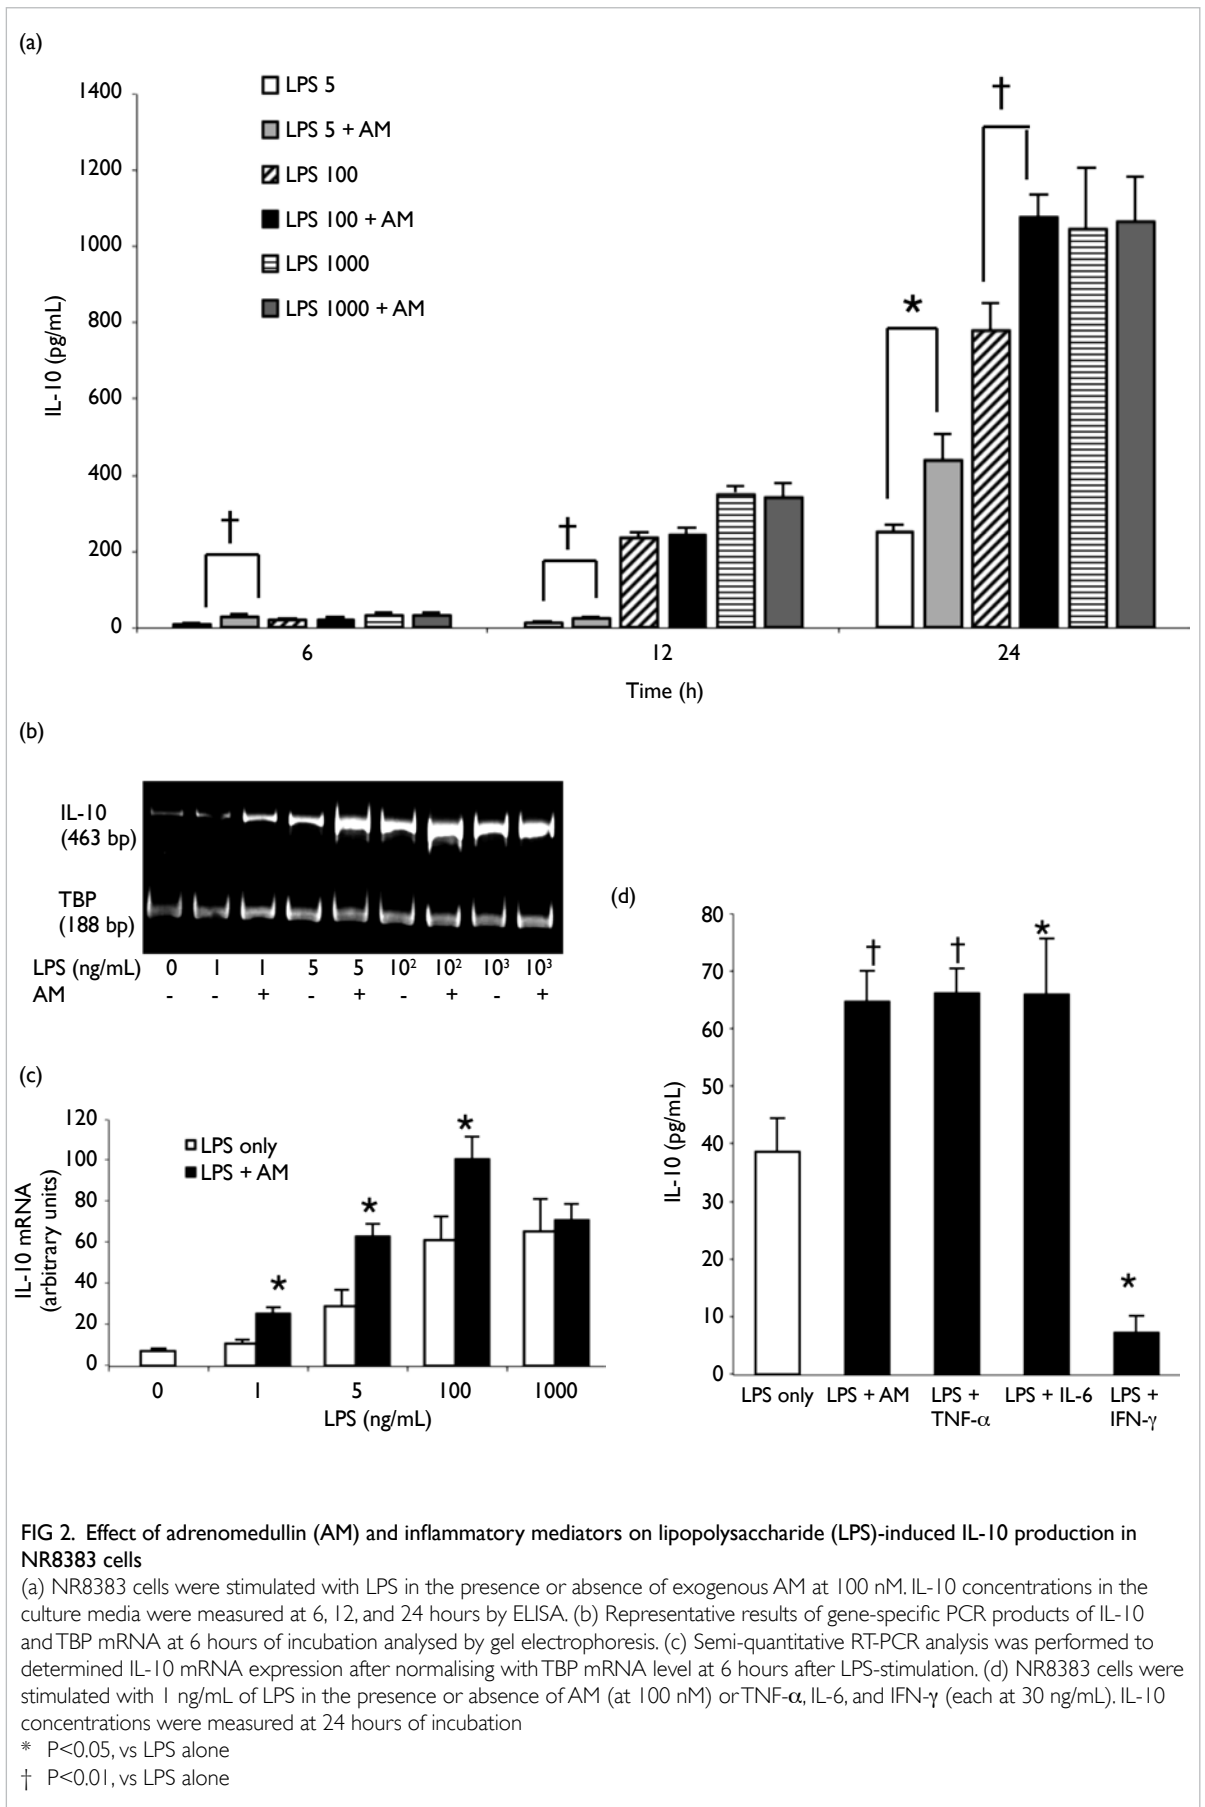 (a)
1400
1200
1000
800
600
400
200
0
IL-10 (pg/mL)
LPS 5
LPS 5 + AM
LPS 100
LPS 100 + AM
LPS 1000
LPS 1000 + AM
†
†
*
†
6 12 24
Time (h)
(b)
IL-10
(463 bp)
TBP
(188 bp)
LPS (ng/mL) 0 1 1 5 5 10² 10² 10³ 10³
AM - - + - + - + - +
(c)
120
100
80
60
40
20
0
IL-10 mRNA
(arbitrary units)
LPS only
LPS + AM
* * *
0 1 5 100 1000
LPS (ng/mL)
(d)
80
70
60
50
40
30
20
10
0
IL-10 (pg/mL)
† † * *
LPS only LPS + AM LPS + LPS + IL-6 LPS +
TNF-α IFN-γ
FIG 2. Effect of adrenomedullin (AM) and inflammatory mediators on lipopolysaccharide (LPS)-induced IL-10 production in
NR8383 cells
(a) NR8383 cells were stimulated with LPS in the presence or absence of exogenous AM at 100 nM. IL-10 concentrations in the
culture media were measured at 6, 12, and 24 hours by ELISA. (b) Representative results of gene-specific PCR products of IL-10
and TBP mRNA at 6 hours of incubation analysed by gel electrophoresis. (c) Semi-quantitative RT-PCR analysis was performed to
determined IL-10 mRNA expression after normalising with TBP mRNA level at 6 hours after LPS-stimulation. (d) NR8383 cells were
stimulated with 1 ng/mL of LPS in the presence or absence of AM (at 100 nM) or TNF-α, IL-6, and IFN-γ (each at 30 ng/mL). IL-10
concentrations were measured at 24 hours of incubation
* P<0.05, vs LPS alone
† P<0.01, vs LPS alone